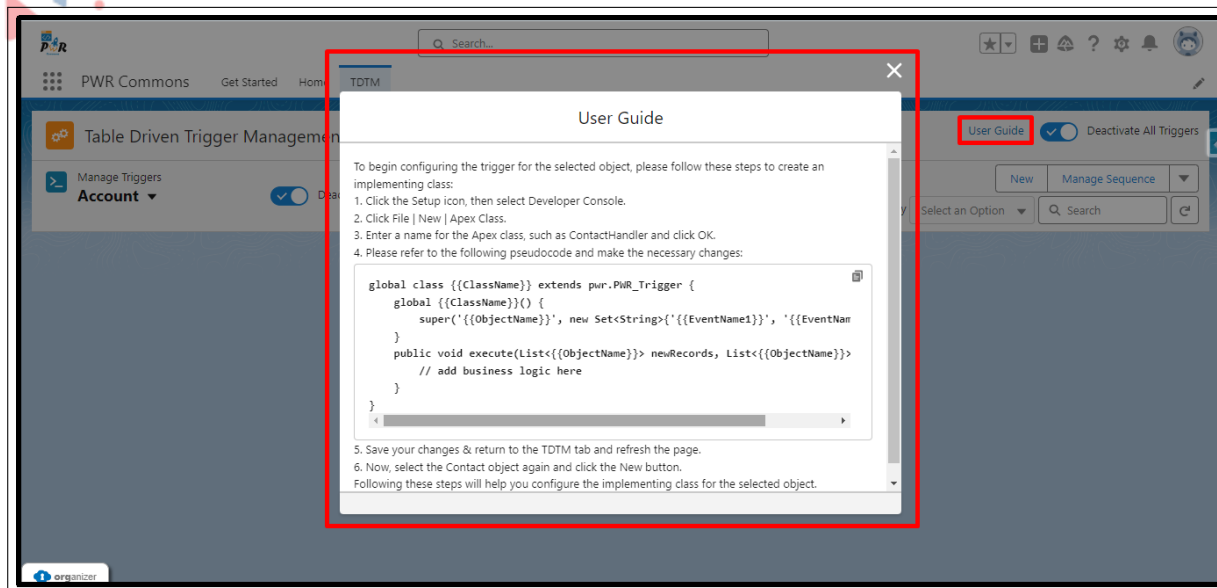 PWR
Search...
PWR Commons Get Started Home TDTM
Table Driven Trigger Managemen
User Guide
Deactivate All Triggers
Manage Triggers
Account
Deac
New
Manage Sequence
Select an Option
Search
User Guide
To begin configuring the trigger for the selected object, please follow these steps to create an
implementing class:
1. Click the Setup icon, then select Developer Console.
2. Click File | New | Apex Class.
3. Enter a name for the Apex class, such as ContactHandler and click OK.
4. Please refer to the following pseudocode and make the necessary changes:
global class {{ClassName}} extends pwr.PWR_Trigger {
global {{ClassName}}() {
super('{{ObjectName}}', new Set<String>{'{{EventName1}}', '{{EventNam
}
public void execute(List<{{ObjectName}}> newRecords, List<{{ObjectName}}>
// add business logic here
}
}
5. Save your changes & return to the TDTM tab and refresh the page.
6. Now, select the Contact object again and click the New button.
Following these steps will help you configure the implementing class for the selected object.
organizer